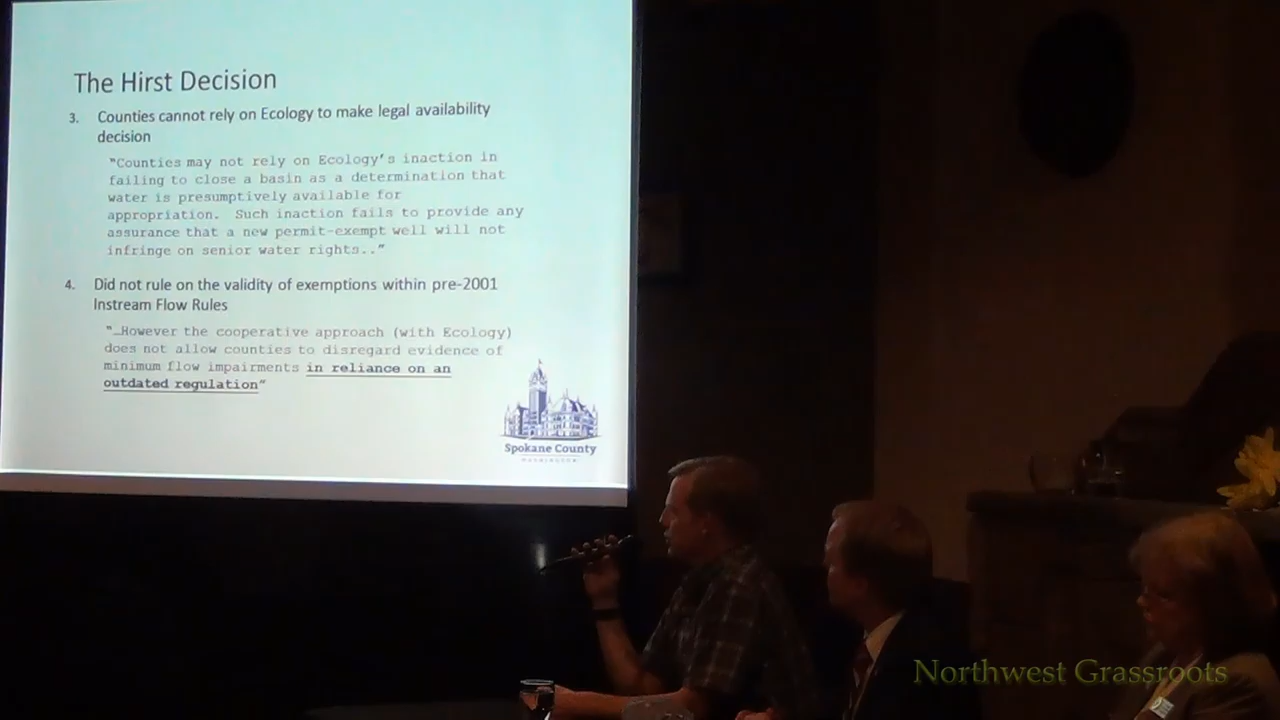 The Hirst Decision
3. Counties cannot rely on Ecology to make legal availability
decision
"Counties may not rely on Ecology's inaction in
failing to close a basin as a determination that
water is presumptively available for
appropriation. Such inaction fails to provide any
assurance that a new permit-exempt well will not
infringe on senior water rights.."
4. Did not rule on the validity of exemptions within pre-2001
Instream Flow Rules
"…However the cooperative approach (with Ecology)
does not allow counties to disregard evidence of
minimum flow impairments in reliance on an
outdated regulation"
Spokane County
WASHINGTON
Northwest Grassroots